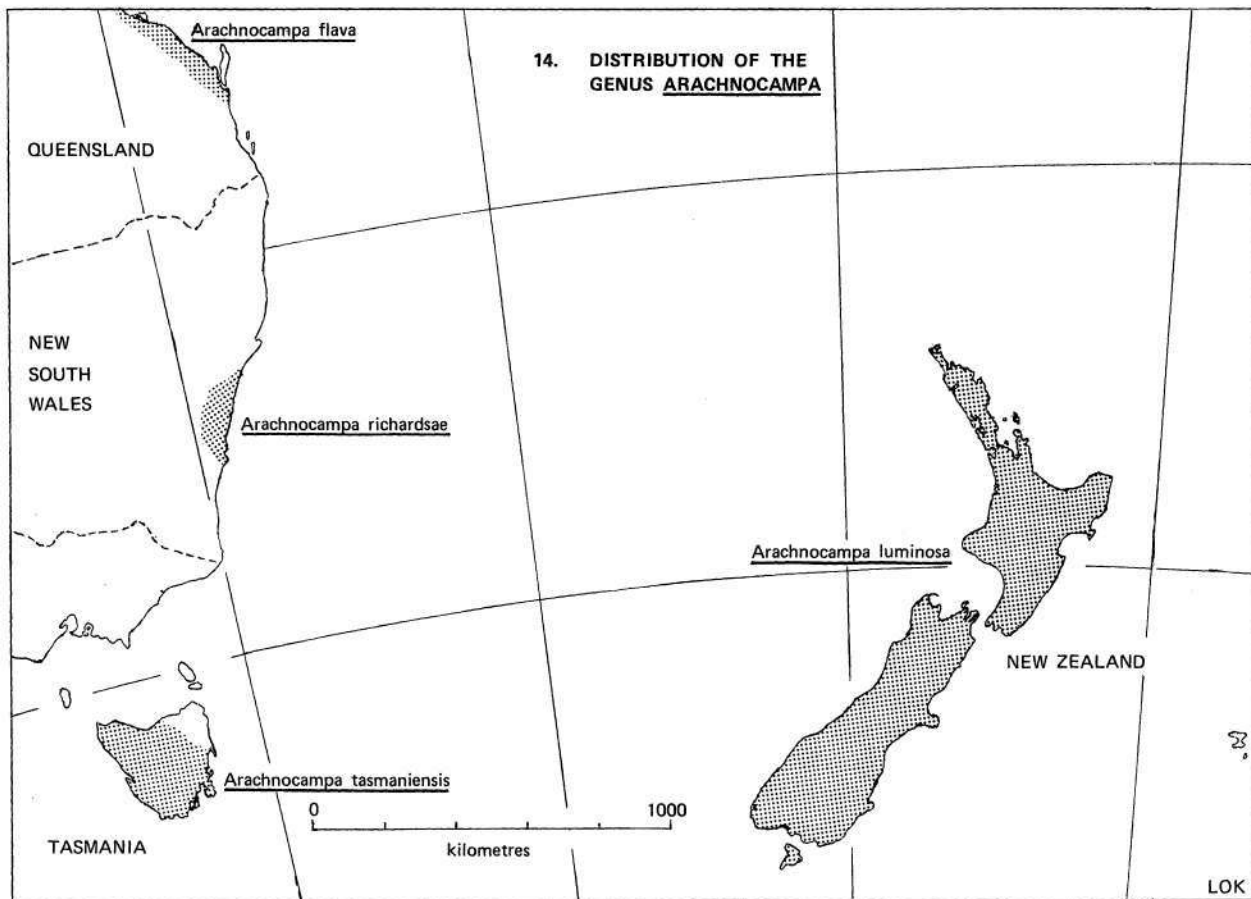 Arachnocampa flava
14. DISTRIBUTION OF THE
GENUS ARACHNOCAMPA
QUEENSLAND
NEW
SOUTH
WALES
Arachnocampa richardsae
Arachnocampa luminosa
NEW ZEALAND
Arachnocampa tasmaniensis
0 1000
kilometres
TASMANIA
LOK